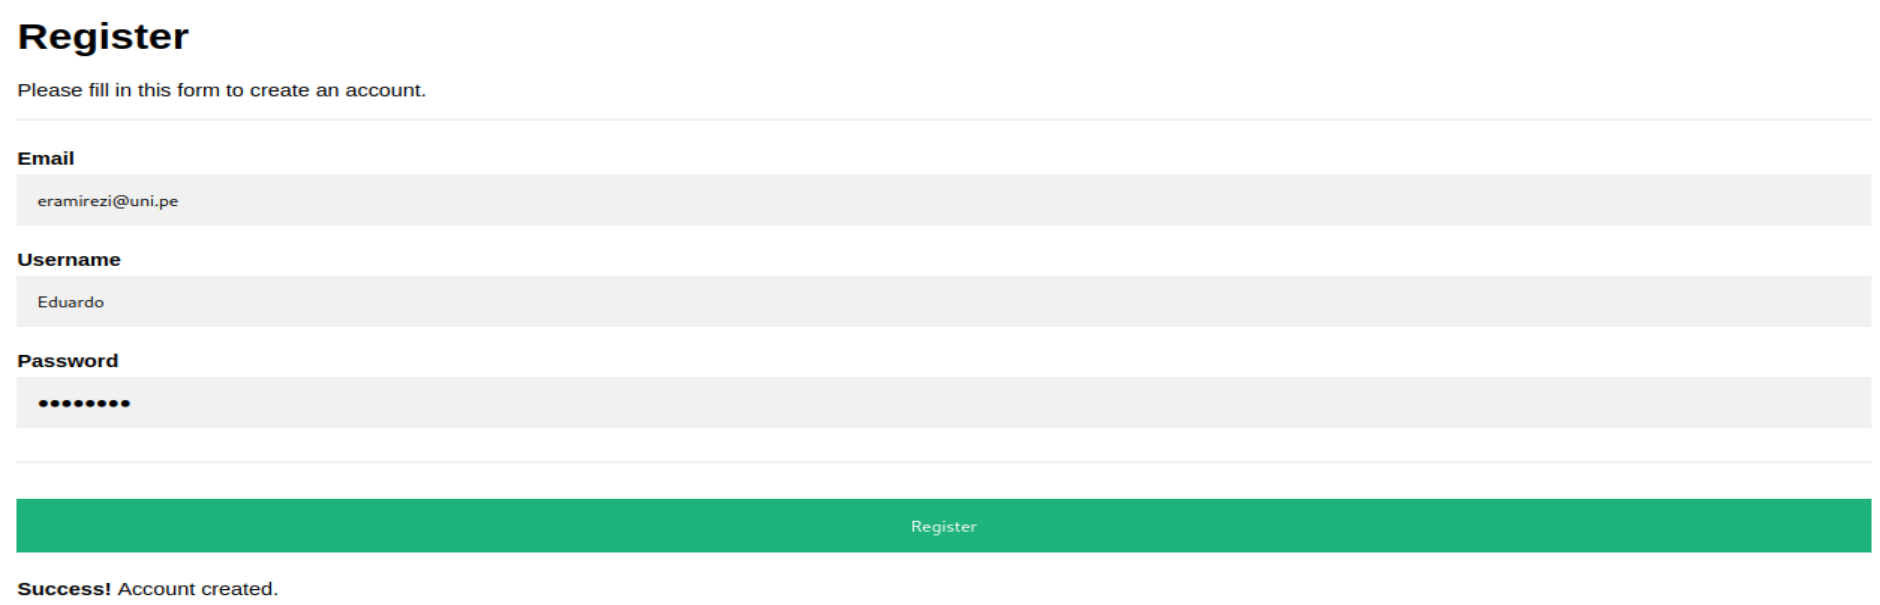 Register
Please fill in this form to create an account.
Email
eramirezi@uni.pe
Username
Eduardo
Password
••••••••
Register
Success! Account created.